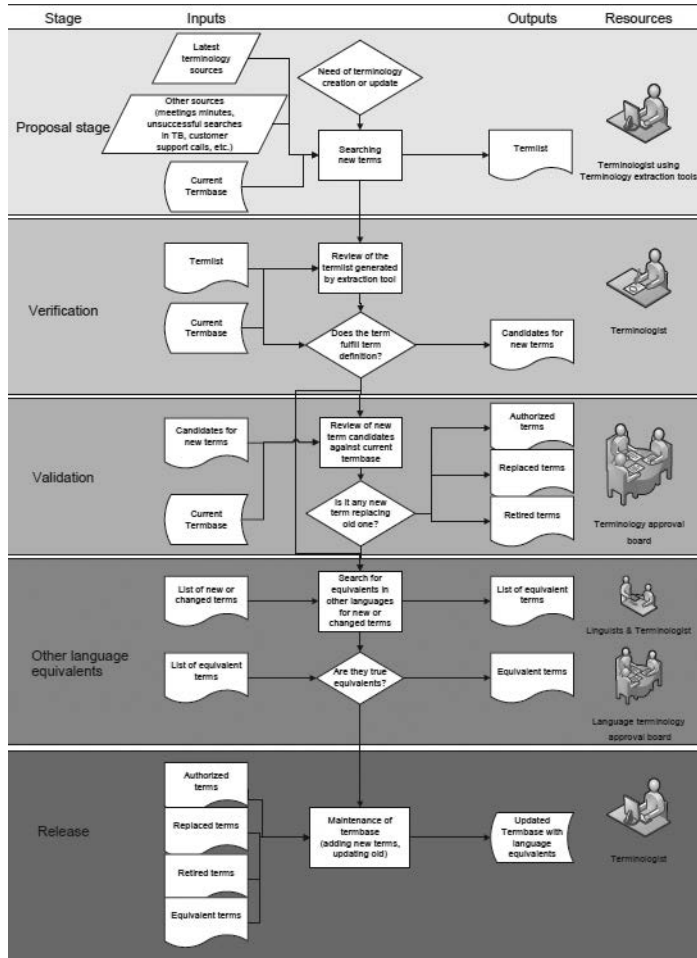 Stage
Inputs
Outputs
Resources
Proposal stage
Latest
terminology
sources
Other sources
(meetings minutes,
unsuccessful searches
in TB, customer
support calls, etc.)
Current
Termbase
Need of terminology
creation or update
Searching
new terms
Termlist
Terminologist using
Terminology extraction tools
Verification
Termlist
Current
Termbase
Review of the
termlist generated
by extraction tool
Does the term
fulfill term
definition?
Candidates for
new terms
Terminologist
Validation
Candidates for
new terms
Current
Termbase
Review of new
term candidates
against current
termbase
Is it any new
term replacing
old one?
Authorized
terms
Replaced terms
Retired terms
Terminology approval
board
Other language
equivalents
List of new or
changed terms
List of equivalent
terms
Search for
equivalents in
other languages
for new or
changed terms
Are they true
equivalents?
List of equivalent
terms
Equivalent terms
Linguists & Terminologist
Language terminology
approval board
Release
Authorized
terms
Replaced terms
Retired terms
Equivalent terms
Maintenance of
termbase
(adding new terms,
updating old)
Updated
Termbase with
language
equivalents
Terminologist